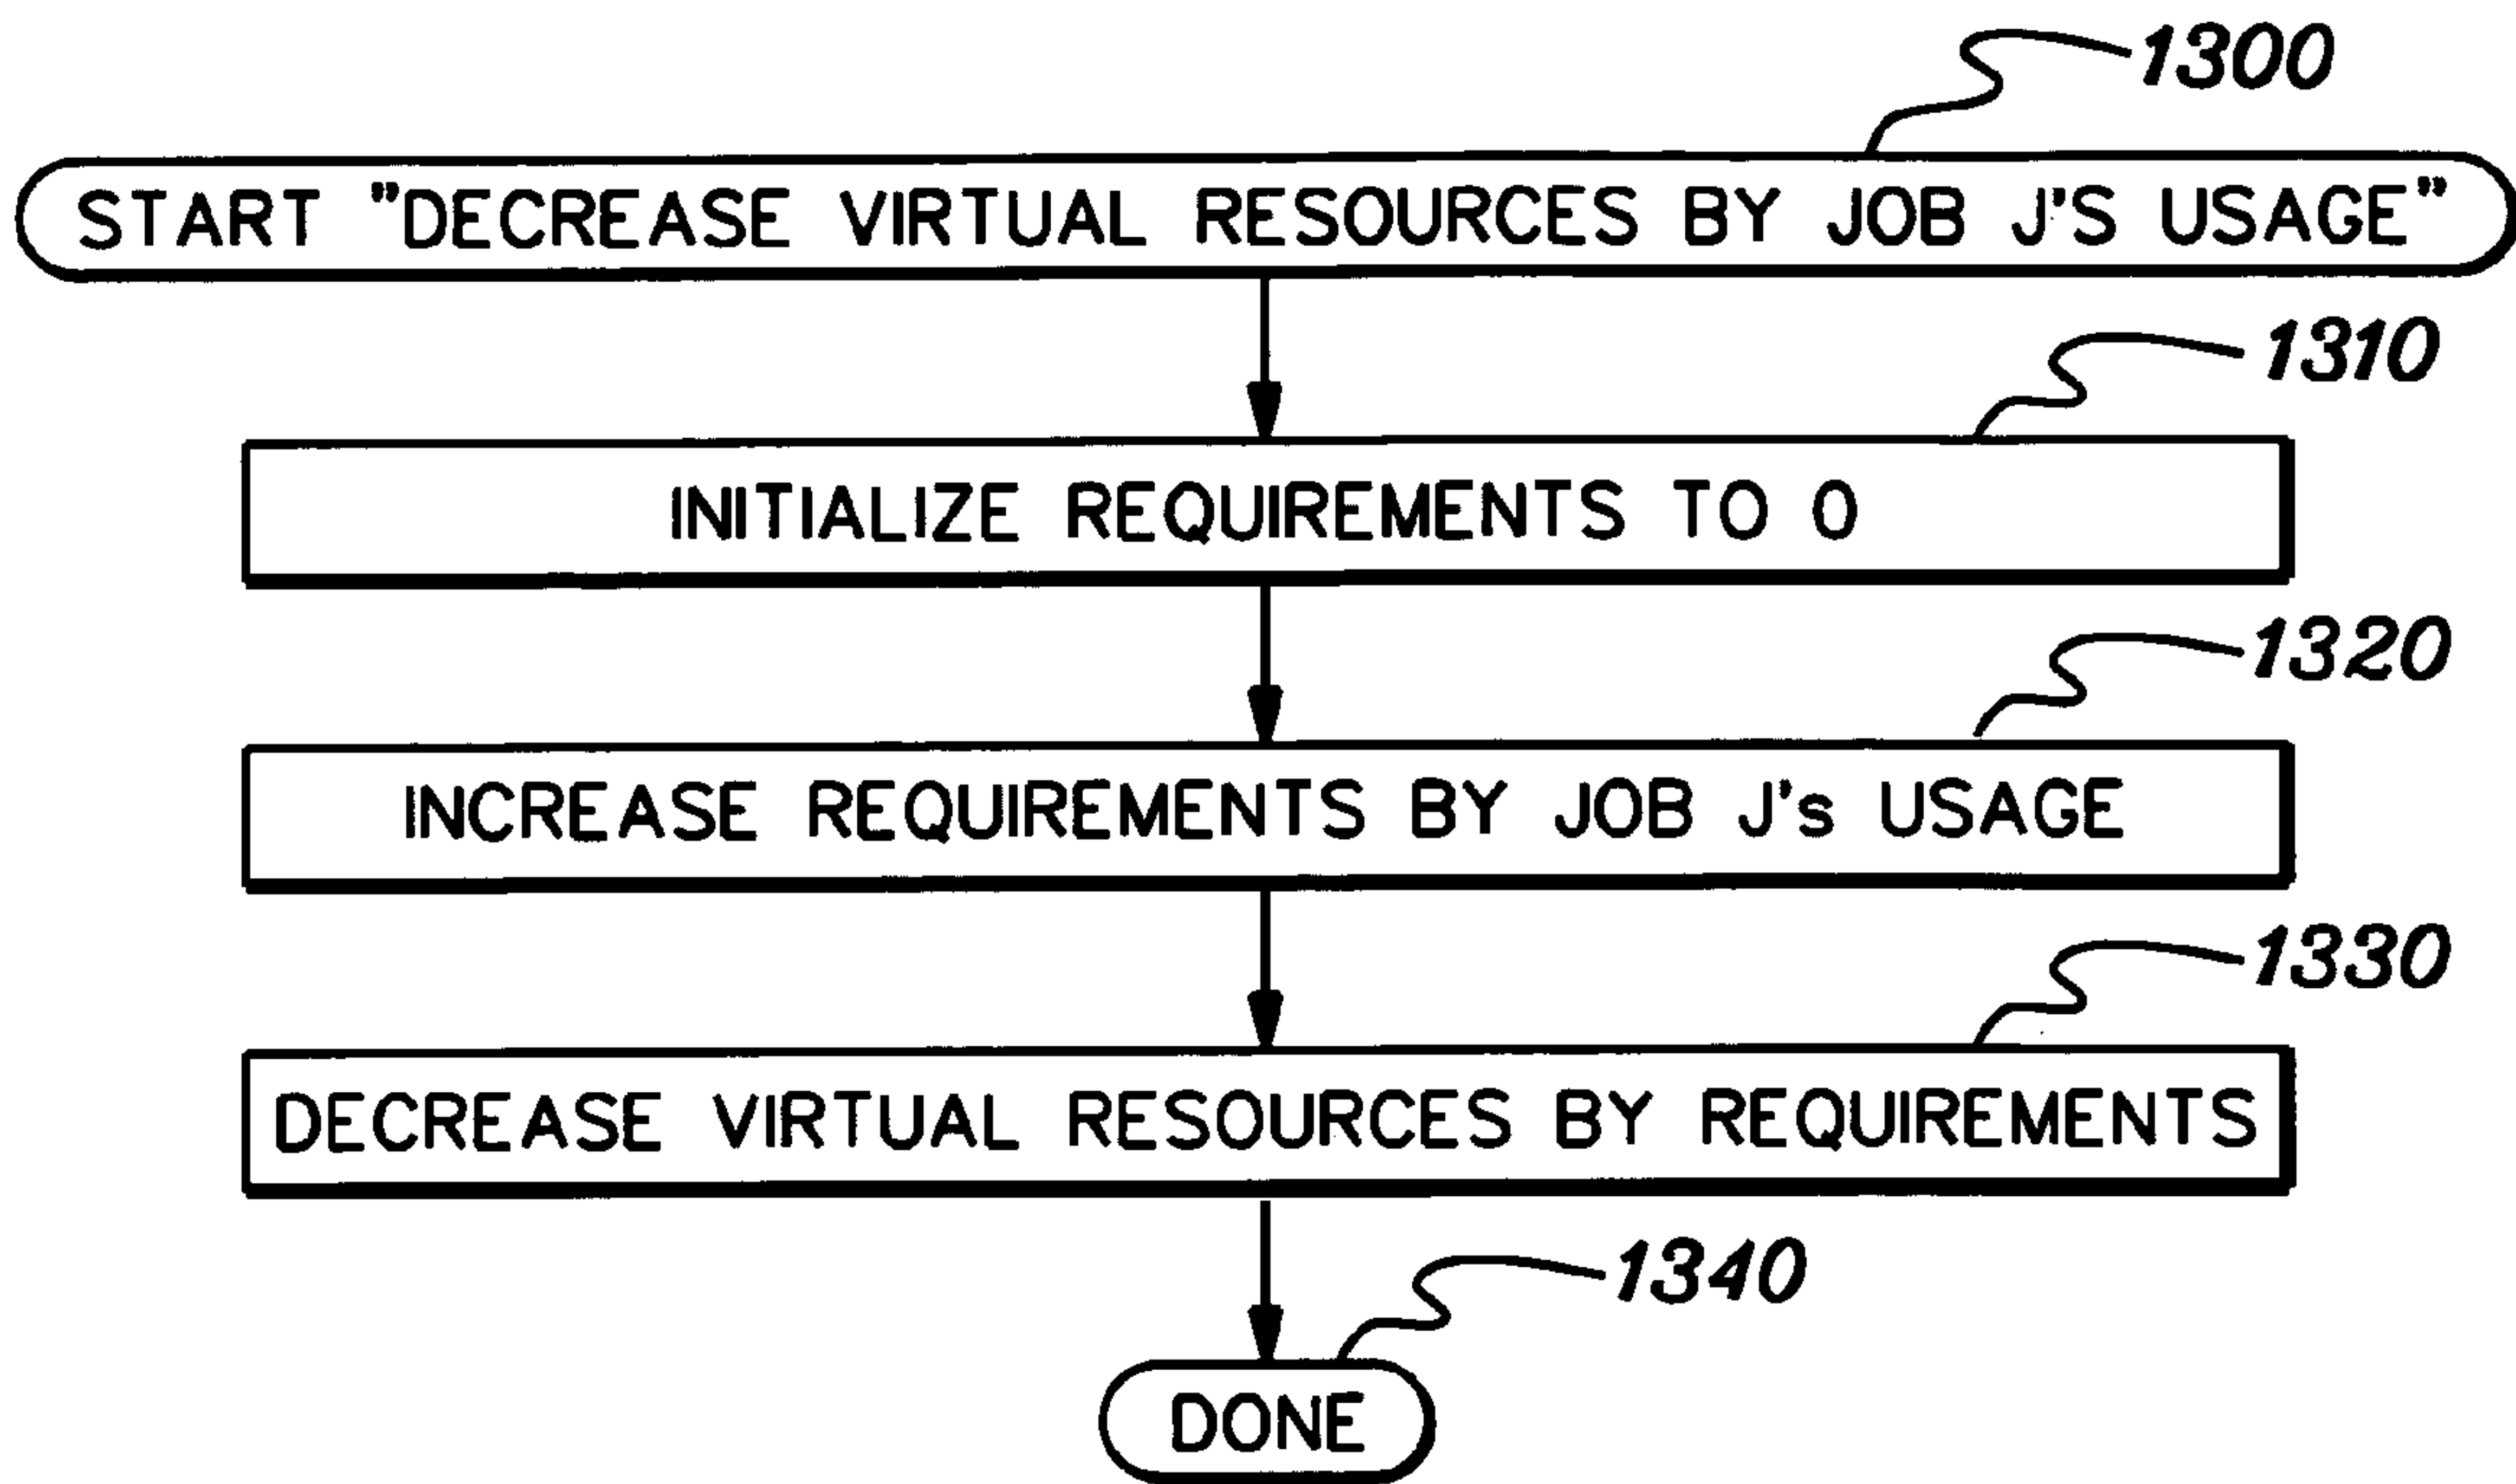 1300
START "DECREASE VIRTUAL RESOURCES BY JOB J'S USAGE"
1310
INITIALIZE REQUIREMENTS TO 0
1320
INCREASE REQUIREMENTS BY JOB J's USAGE
1330
DECREASE VIRTUAL RESOURCES BY REQUIREMENTS
1340
DONE